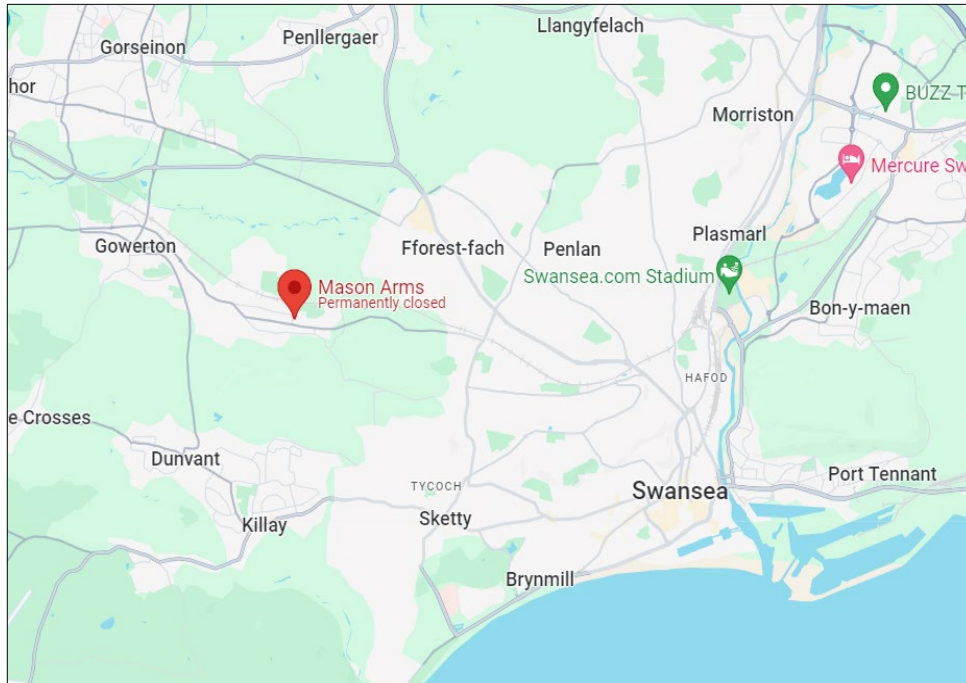 Llangyfelach
Penllergaer
Gorseinon
hor
BUZZ T
Morriston
Mercure Sw
Plasmarl
Gowerton
Fforest-fach
Penlan
Swansea.com Stadium
Mason Arms
Permanently closed
Bon-y-maen
HAFOD
e Crosses
Dunvant
Port Tennant
TYCOCH
Swansea
Sketty
Killay
Brynmill